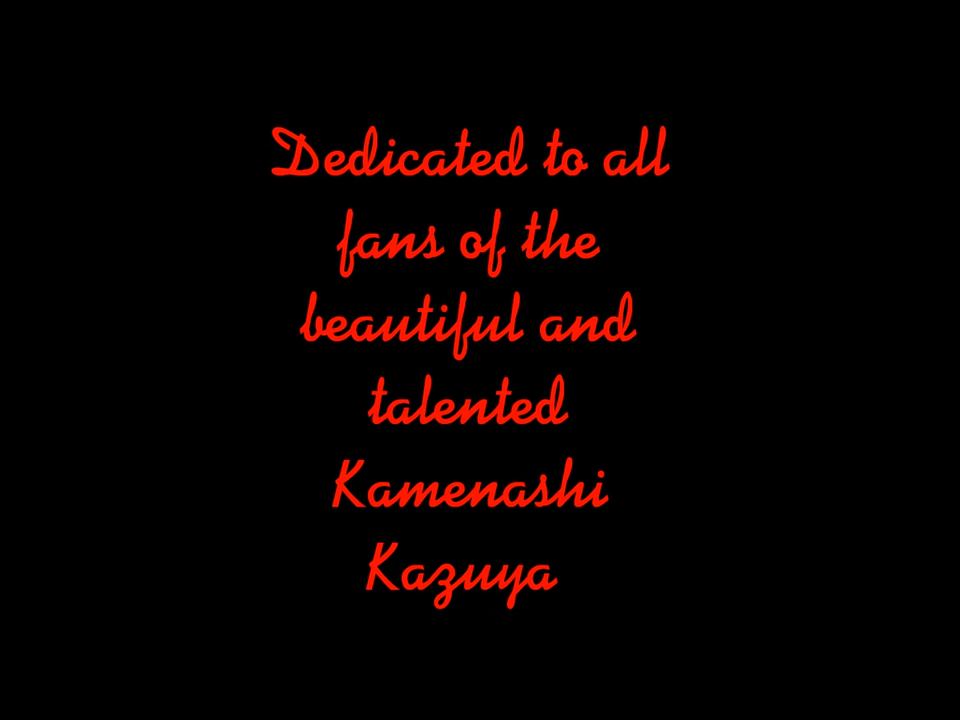 Dedicated to all
fans of the
beautiful and
talented
Kamenashi
Kazuya